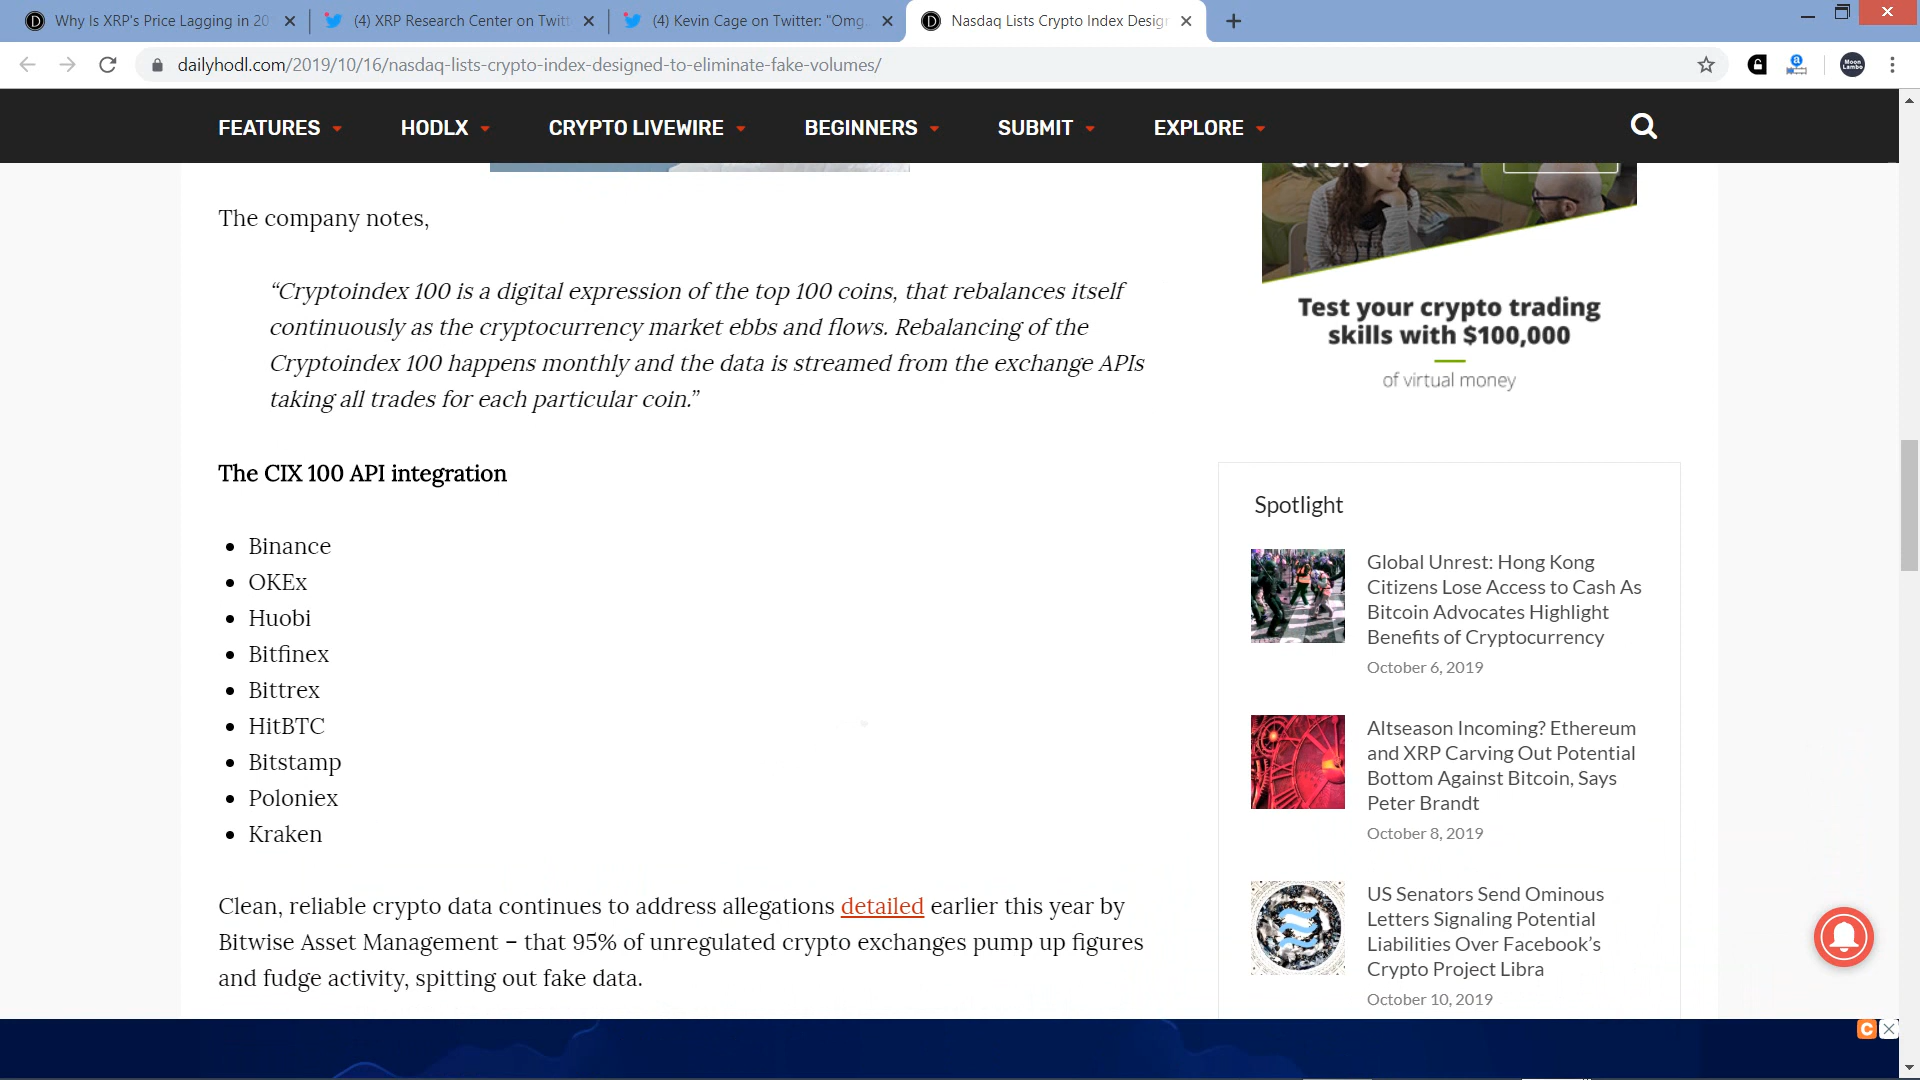 Why Is XRP's Price Lagging in 20
(4) XRP Research Center on Twitt
(4) Kevin Cage on Twitter: "Omg,
Nasdaq Lists Crypto Index Desig
dailyhodl.com/2019/10/16/nasdaq-lists-crypto-index-designed-to-eliminate-fake-volumes/
Moon
Lambo
FEATURES
HODLX
CRYPTO LIVEWIRE
BEGINNERS
SUBMIT
EXPLORE
The company notes,
“Cryptoindex 100 is a digital expression of the top 100 coins, that rebalances itself
continuously as the cryptocurrency market ebbs and flows. Rebalancing of the
Cryptoindex 100 happens monthly and the data is streamed from the exchange APIs
taking all trades for each particular coin.”
The CIX 100 API integration
Binance
OKEx
Huobi
Bitfinex
Bittrex
HitBTC
Bitstamp
Poloniex
Kraken
Clean, reliable crypto data continues to address allegations detailed earlier this year by
Bitwise Asset Management – that 95% of unregulated crypto exchanges pump up figures
and fudge activity, spitting out fake data.
Test your crypto trading
skills with $100,000
of virtual money
Spotlight
Global Unrest: Hong Kong
Citizens Lose Access to Cash As
Bitcoin Advocates Highlight
Benefits of Cryptocurrency
October 6, 2019
Altseason Incoming? Ethereum
and XRP Carving Out Potential
Bottom Against Bitcoin, Says
Peter Brandt
October 8, 2019
US Senators Send Ominous
Letters Signaling Potential
Liabilities Over Facebook’s
Crypto Project Libra
October 10, 2019